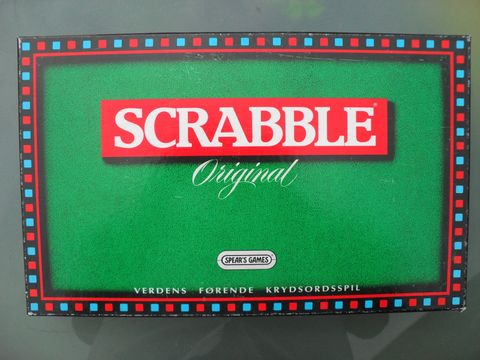 SCRABBLE®
Original
SPEAR'S GAMES
VERDENS FØRENDE KRYDSORDSSPIL